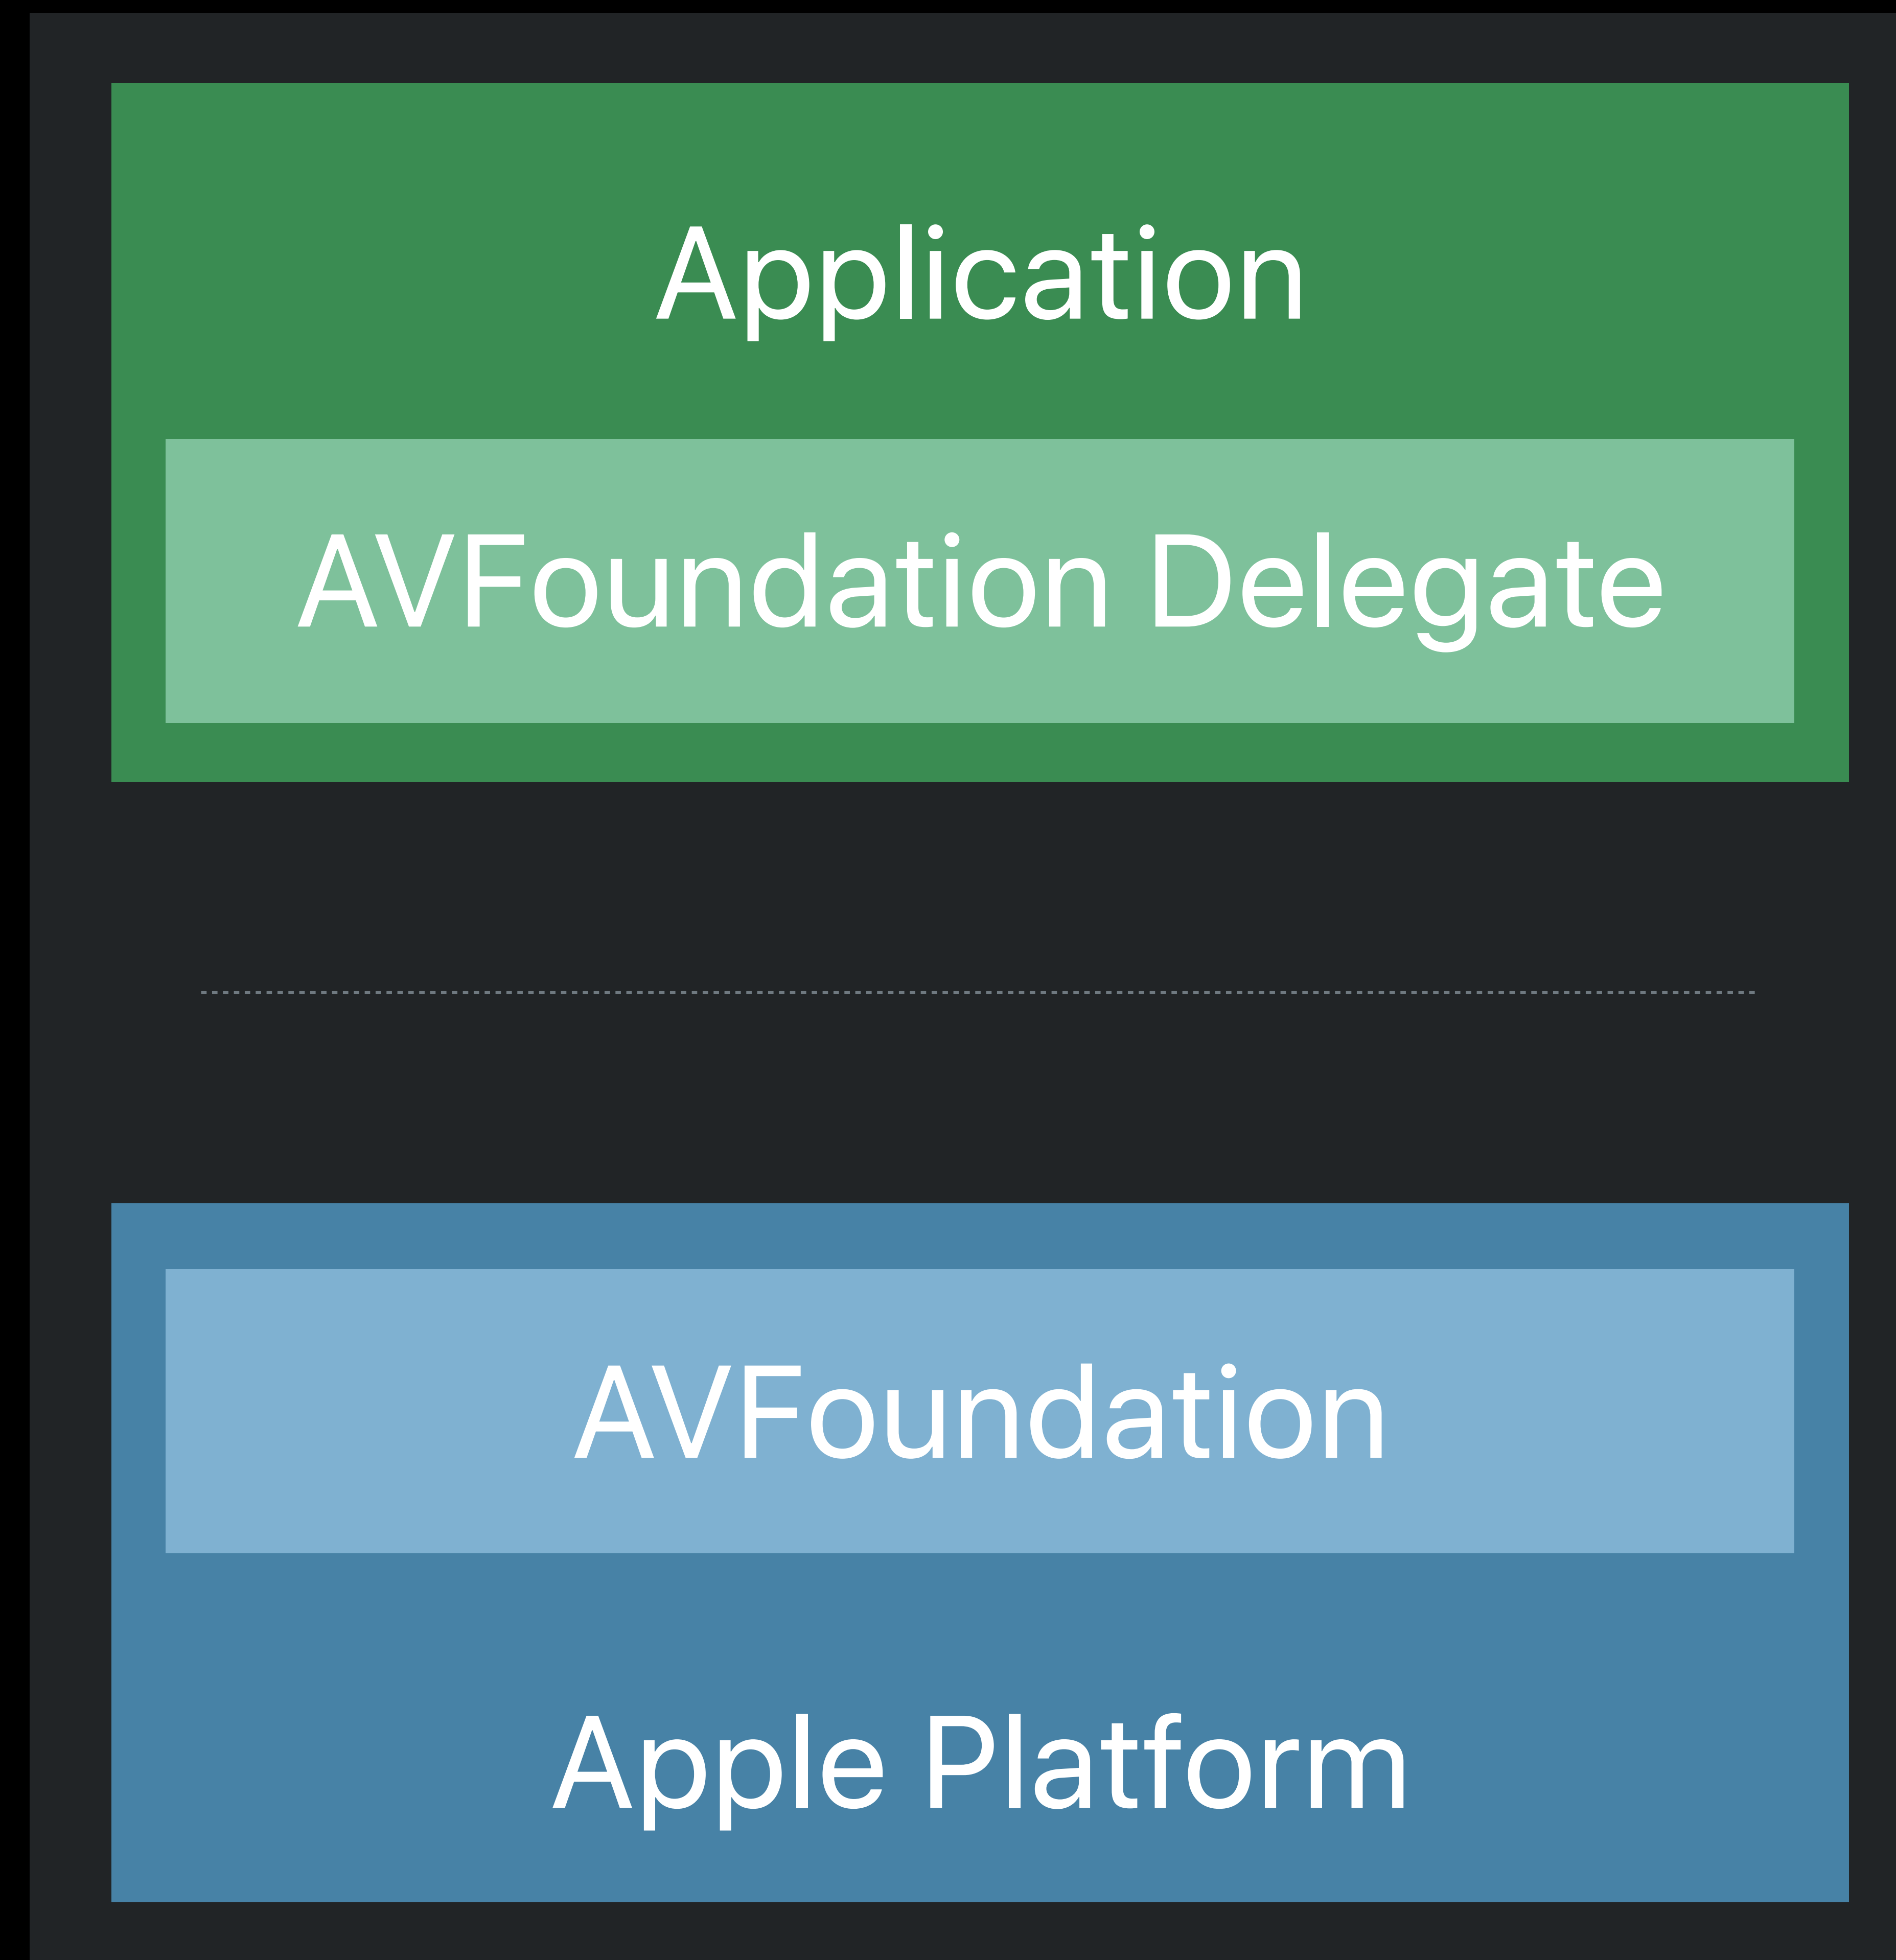 Application
AVFoundation Delegate
AVFoundation
Apple Platform